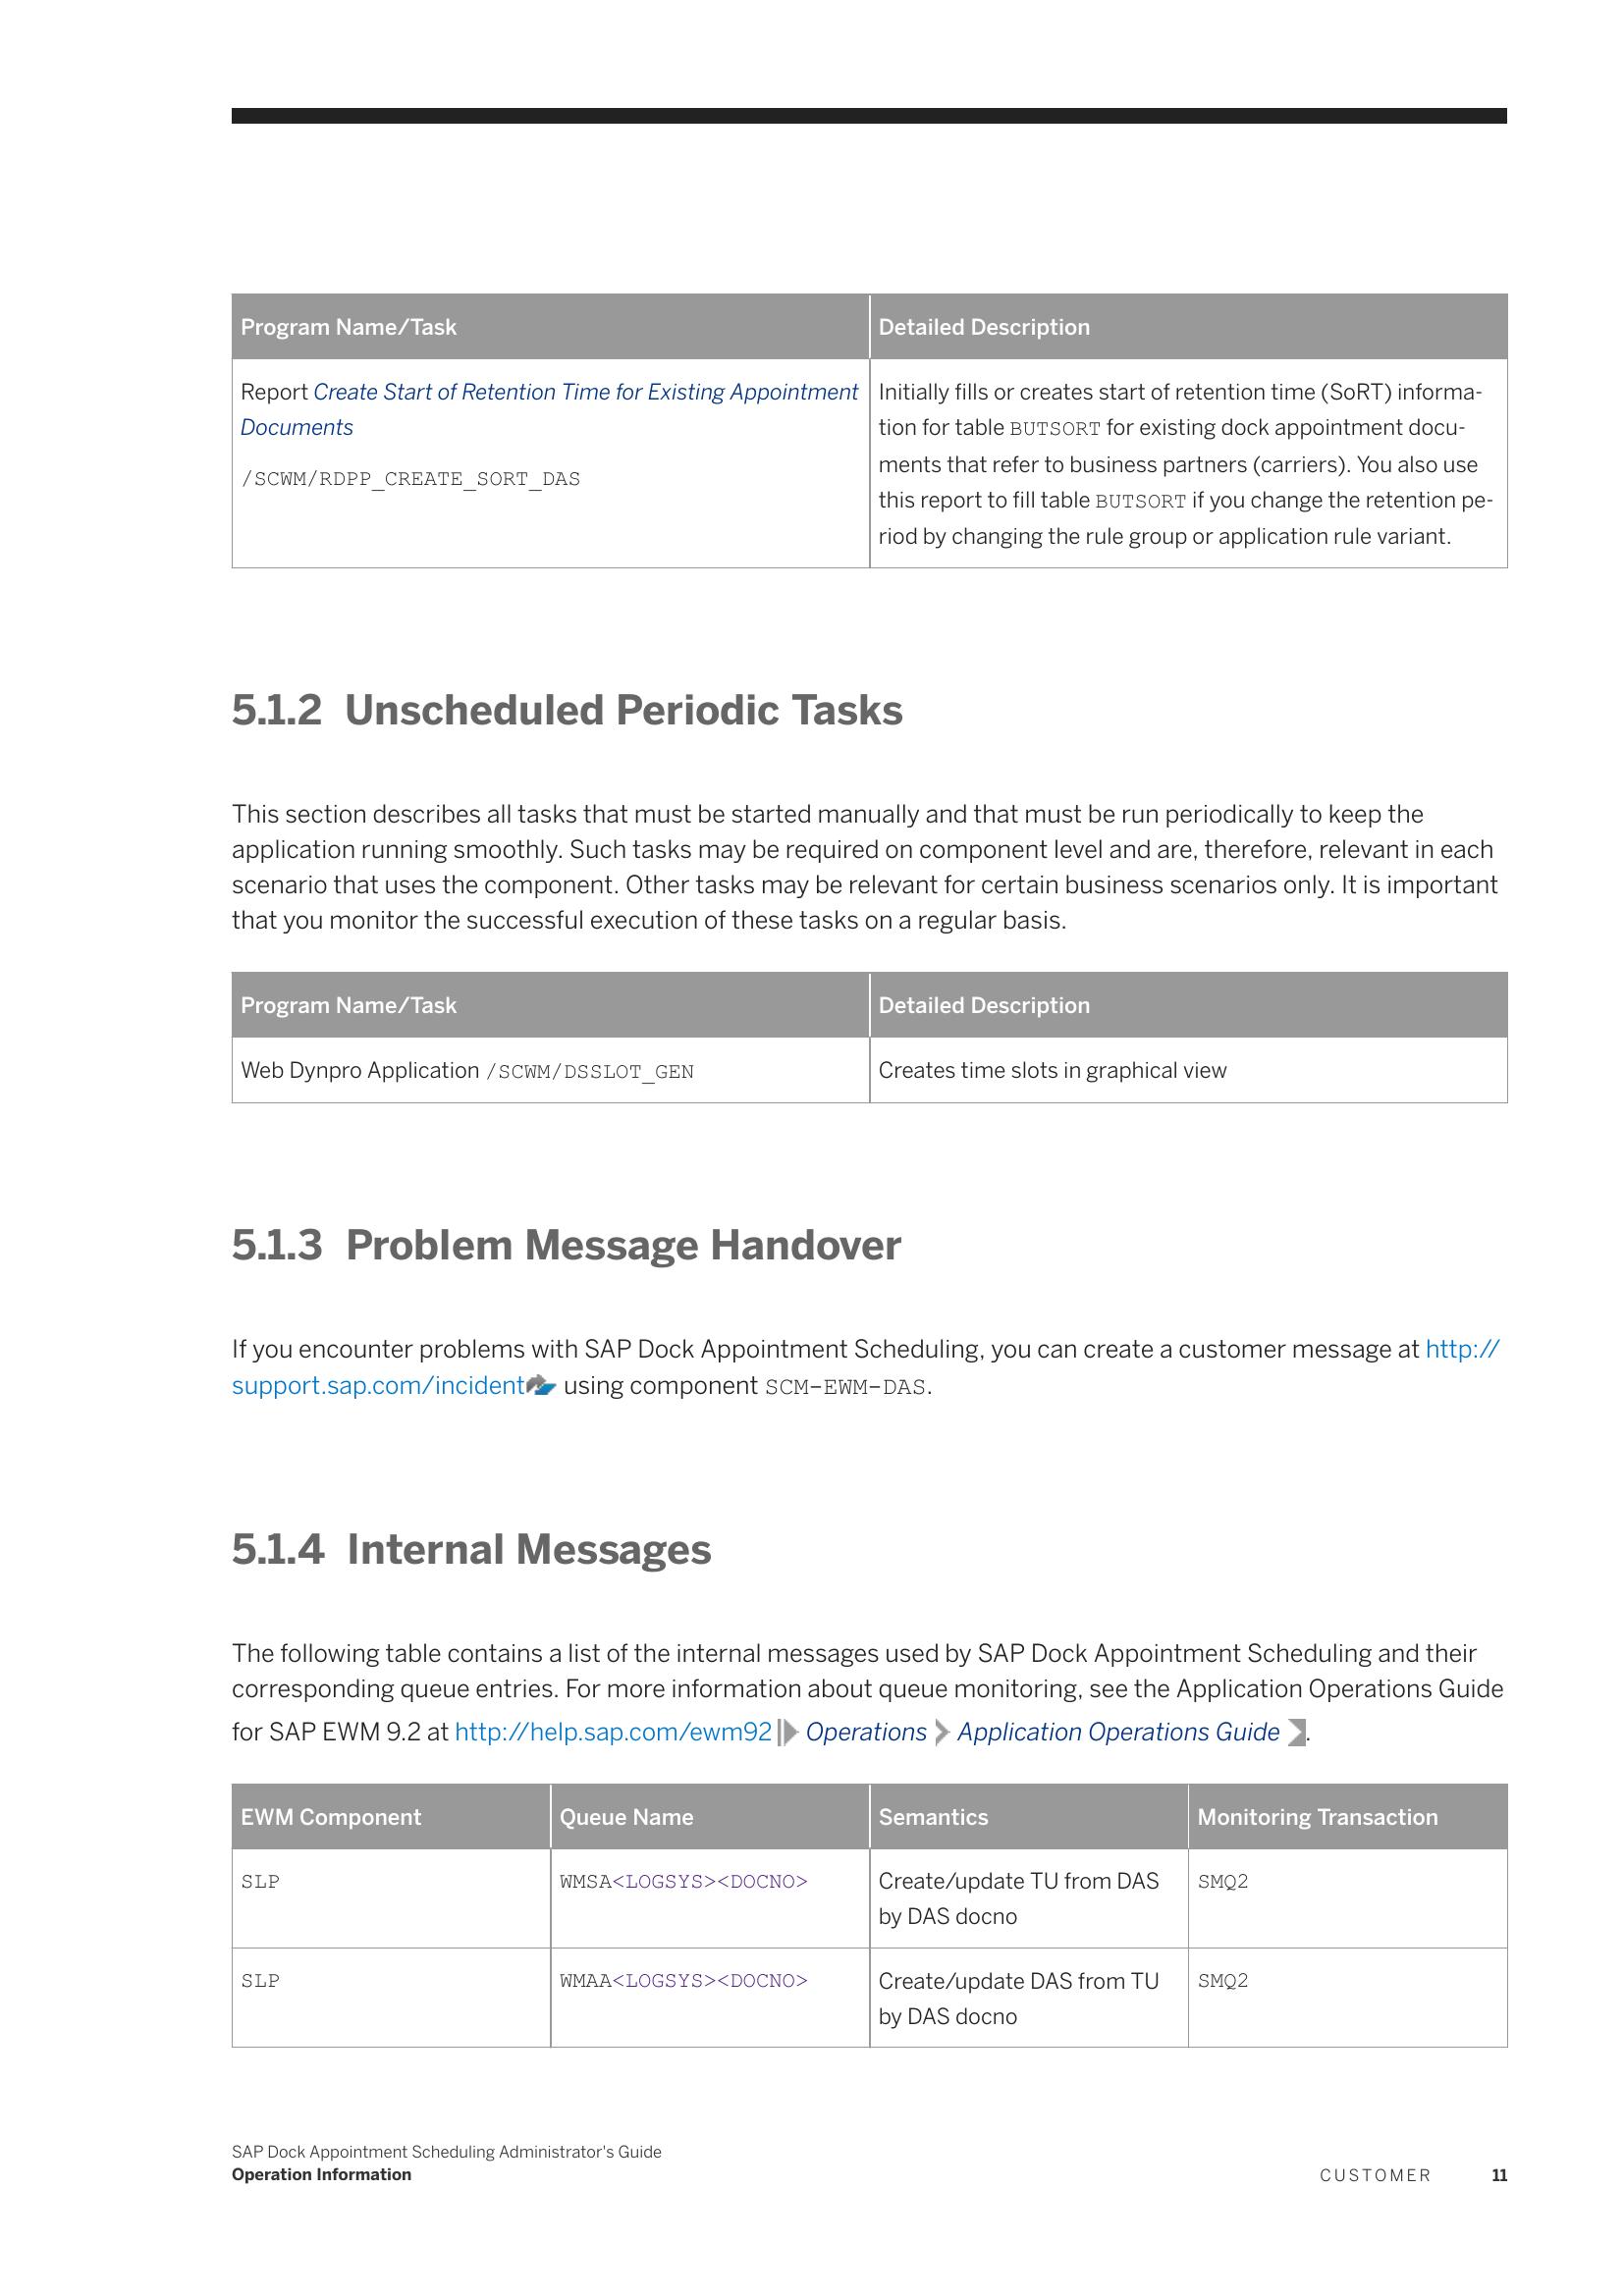 Program Name/Task
Detailed Description
Report Create Start of Retention Time for Existing Appointment
Documents
/SCWM/RDPP_CREATE_SORT_DAS
Initially fills or creates start of retention time (SoRT) informa-
tion for table BUTSORT for existing dock appointment docu-
ments that refer to business partners (carriers). You also use
this report to fill table BUTSORT if you change the retention pe-
riod by changing the rule group or application rule variant.
5.1.2 Unscheduled Periodic Tasks
This section describes all tasks that must be started manually and that must be run periodically to keep the
application running smoothly. Such tasks may be required on component level and are, therefore, relevant in each
scenario that uses the component. Other tasks may be relevant for certain business scenarios only. It is important
that you monitor the successful execution of these tasks on a regular basis.
Program Name/Task
Detailed Description
Web Dynpro Application /SCWM/DSSLOT_GEN
Creates time slots in graphical view
5.1.3 Problem Message Handover
If you encounter problems with SAP Dock Appointment Scheduling, you can create a customer message at http://
support.sap.com/incident using component SCM-EWM-DAS.
5.1.4 Internal Messages
The following table contains a list of the internal messages used by SAP Dock Appointment Scheduling and their
corresponding queue entries. For more information about queue monitoring, see the Application Operations Guide
for SAP EWM 9.2 at http://help.sap.com/ewm92 Operations Application Operations Guide .
EWM Component
Queue Name
Semantics
Monitoring Transaction
SLP
WMSA<LOGSYS><DOCNO>
Create/update TU from DAS
by DAS docno
SMQ2
SLP
WMAA<LOGSYS><DOCNO>
Create/update DAS from TU
by DAS docno
SMQ2
SAP Dock Appointment Scheduling Administrator's Guide
Operation Information
CUSTOMER
11